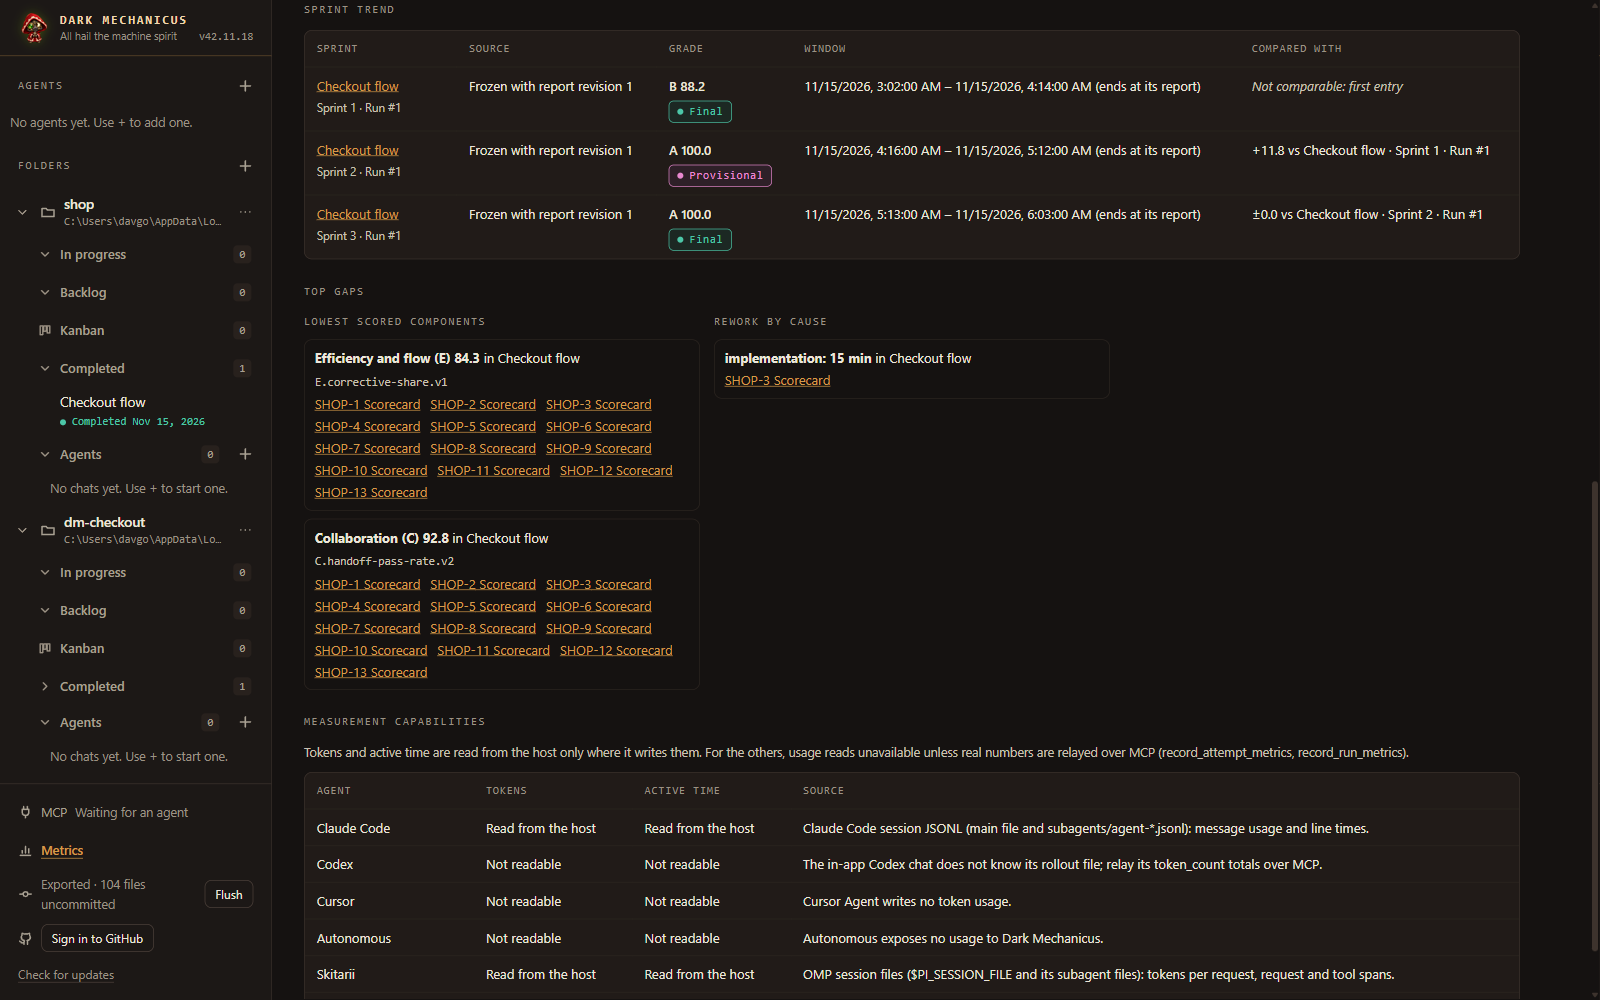 DARK MECHANICUS
All hail the machine spirit v42.11.18
AGENTS
No agents yet. Use + to add one.
FOLDERS
shop
C:\Users\davgo\AppData\Lo…
In progress 0
Backlog 0
Kanban 0
Completed 1
Checkout flow
Completed Nov 15, 2026
Agents 0
No chats yet. Use + to start one.
dm-checkout
C:\Users\davgo\AppData\Lo…
In progress 0
Backlog 0
Kanban 0
Completed 1
Agents 0
No chats yet. Use + to start one.
MCP Waiting for an agent
Metrics
Exported · 104 files
uncommitted
Flush
Sign in to GitHub
Check for updates
SPRINT TREND
SPRINT SOURCE GRADE WINDOW COMPARED WITH
Checkout flow Frozen with report revision 1 B 88.2 11/15/2026, 3:02:00 AM – 11/15/2026, 4:14:00 AM (ends at its report) Not comparable: first entry
Sprint 1 · Run #1 Final
Checkout flow Frozen with report revision 1 A 100.0 11/15/2026, 4:16:00 AM – 11/15/2026, 5:12:00 AM (ends at its report) +11.8 vs Checkout flow · Sprint 1 · Run #1
Sprint 2 · Run #1 Provisional
Checkout flow Frozen with report revision 1 A 100.0 11/15/2026, 5:13:00 AM – 11/15/2026, 6:03:00 AM (ends at its report) ±0.0 vs Checkout flow · Sprint 2 · Run #1
Sprint 3 · Run #1 Final
TOP GAPS
LOWEST SCORED COMPONENTS
Efficiency and flow (E) 84.3 in Checkout flow
E.corrective-share.v1
SHOP-1 Scorecard SHOP-2 Scorecard SHOP-3 Scorecard
SHOP-4 Scorecard SHOP-5 Scorecard SHOP-6 Scorecard
SHOP-7 Scorecard SHOP-8 Scorecard SHOP-9 Scorecard
SHOP-10 Scorecard SHOP-11 Scorecard SHOP-12 Scorecard
SHOP-13 Scorecard
Collaboration (C) 92.8 in Checkout flow
C.handoff-pass-rate.v2
SHOP-1 Scorecard SHOP-2 Scorecard SHOP-3 Scorecard
SHOP-4 Scorecard SHOP-5 Scorecard SHOP-6 Scorecard
SHOP-7 Scorecard SHOP-8 Scorecard SHOP-9 Scorecard
SHOP-10 Scorecard SHOP-11 Scorecard SHOP-12 Scorecard
SHOP-13 Scorecard
REWORK BY CAUSE
implementation: 15 min in Checkout flow
SHOP-3 Scorecard
MEASUREMENT CAPABILITIES
Tokens and active time are read from the host only where it writes them. For the others, usage reads unavailable unless real numbers are relayed over MCP (record_attempt_metrics, record_run_metrics).
AGENT TOKENS ACTIVE TIME SOURCE
Claude Code Read from the host Read from the host Claude Code session JSONL (main file and subagents/agent-*.jsonl): message usage and line times.
Codex Not readable Not readable The in-app Codex chat does not know its rollout file; relay its token_count totals over MCP.
Cursor Not readable Not readable Cursor Agent writes no token usage.
Autonomous Not readable Not readable Autonomous exposes no usage to Dark Mechanicus.
Skitarii Read from the host Read from the host OMP session files ($PI_SESSION_FILE and its subagent files): tokens per request, request and tool spans.